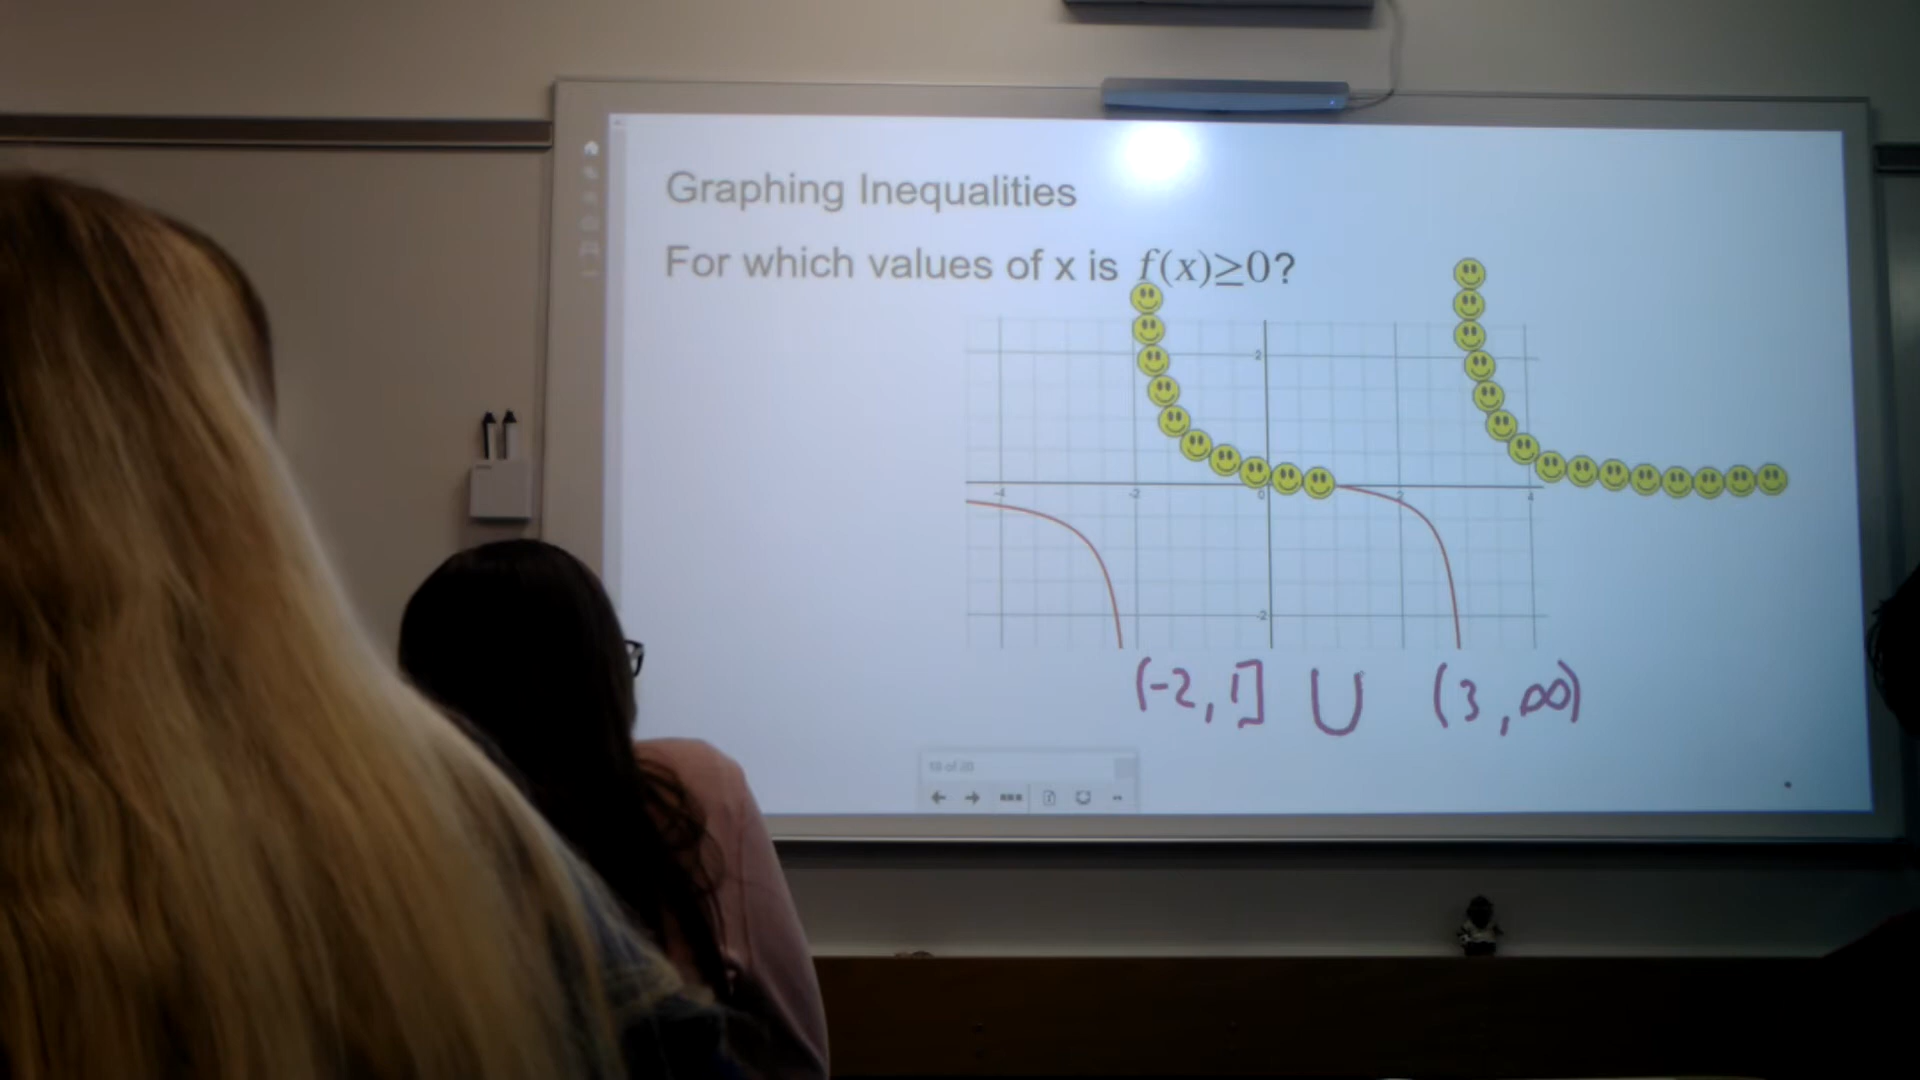 Graphing Inequalities
For which values of x is f(x)≥0?
2
-4 -2 0 2 4
-2
(-2, 1] ∪ (3, ∞)